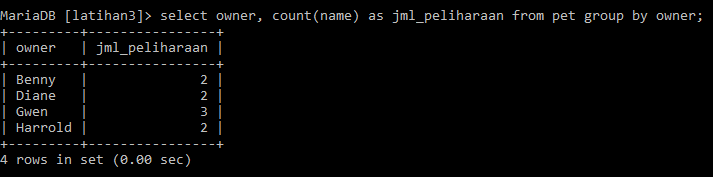 MariaDB [latihan3]> select owner, count(name) as jml_peliharaan from pet group by owner;
+---------+----------------+
| owner   | jml_peliharaan |
+---------+----------------+
| Benny   |              2 |
| Diane   |              2 |
| Gwen    |              3 |
| Harrold |              2 |
+---------+----------------+
4 rows in set (0.00 sec)